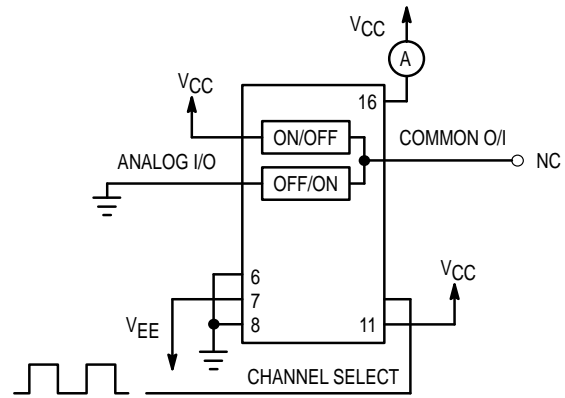 VCC
A
VCC
16
ON/OFF
COMMON O/I
ANALOG I/O
NC
OFF/ON
6
VCC
7
VEE
8
11
CHANNEL SELECT